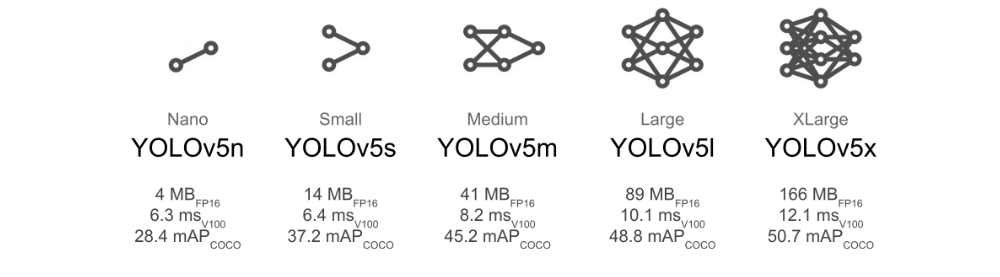 Nano
YOLOv5n
4 MB FP16
6.3 ms V100
28.4 mAP COCO
Small
YOLOv5s
14 MB FP16
6.4 ms V100
37.2 mAP COCO
Medium
YOLOv5m
41 MB FP16
8.2 ms V100
45.2 mAP COCO
Large
YOLOv5l
89 MB FP16
10.1 ms V100
48.8 mAP COCO
XLarge
YOLOv5x
166 MB FP16
12.1 ms V100
50.7 mAP COCO